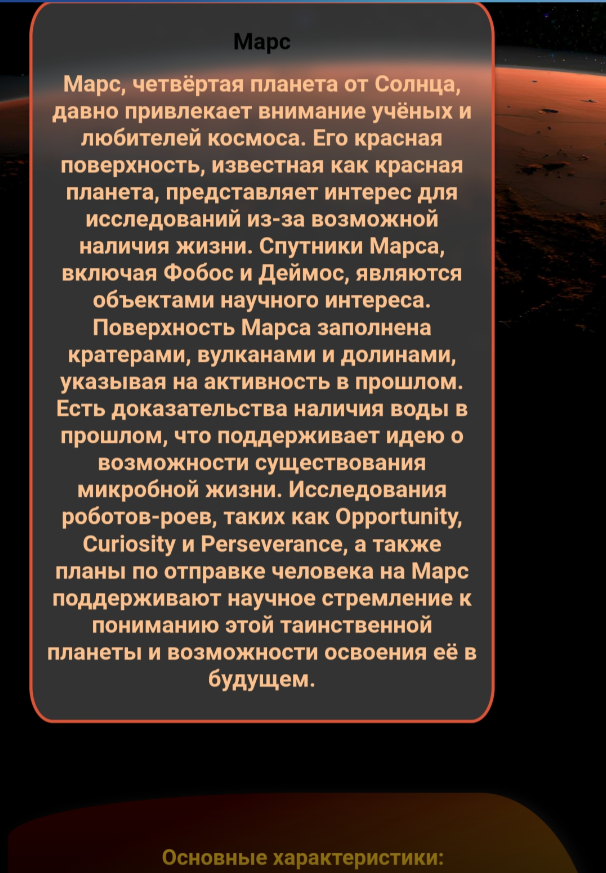 Марс
Марс, четвёртая планета от Солнца,
давно привлекает внимание учёных и
любителей космоса. Его красная
поверхность, известная как красная
планета, представляет интерес для
исследований из-за возможной
наличия жизни. Спутники Марса,
включая Фобос и Деймос, являются
объектами научного интереса.
Поверхность Марса заполнена
кратерами, вулканами и долинами,
указывая на активность в прошлом.
Есть доказательства наличия воды в
прошлом, что поддерживает идею о
возможности существования
микробной жизни. Исследования
роботов-роев, таких как Opportunity,
Curiosity и Perseverance, а также
планы по отправке человека на Марс
поддерживают научное стремление к
пониманию этой таинственной
планеты и возможности освоения её в
будущем.
Основные характеристики: